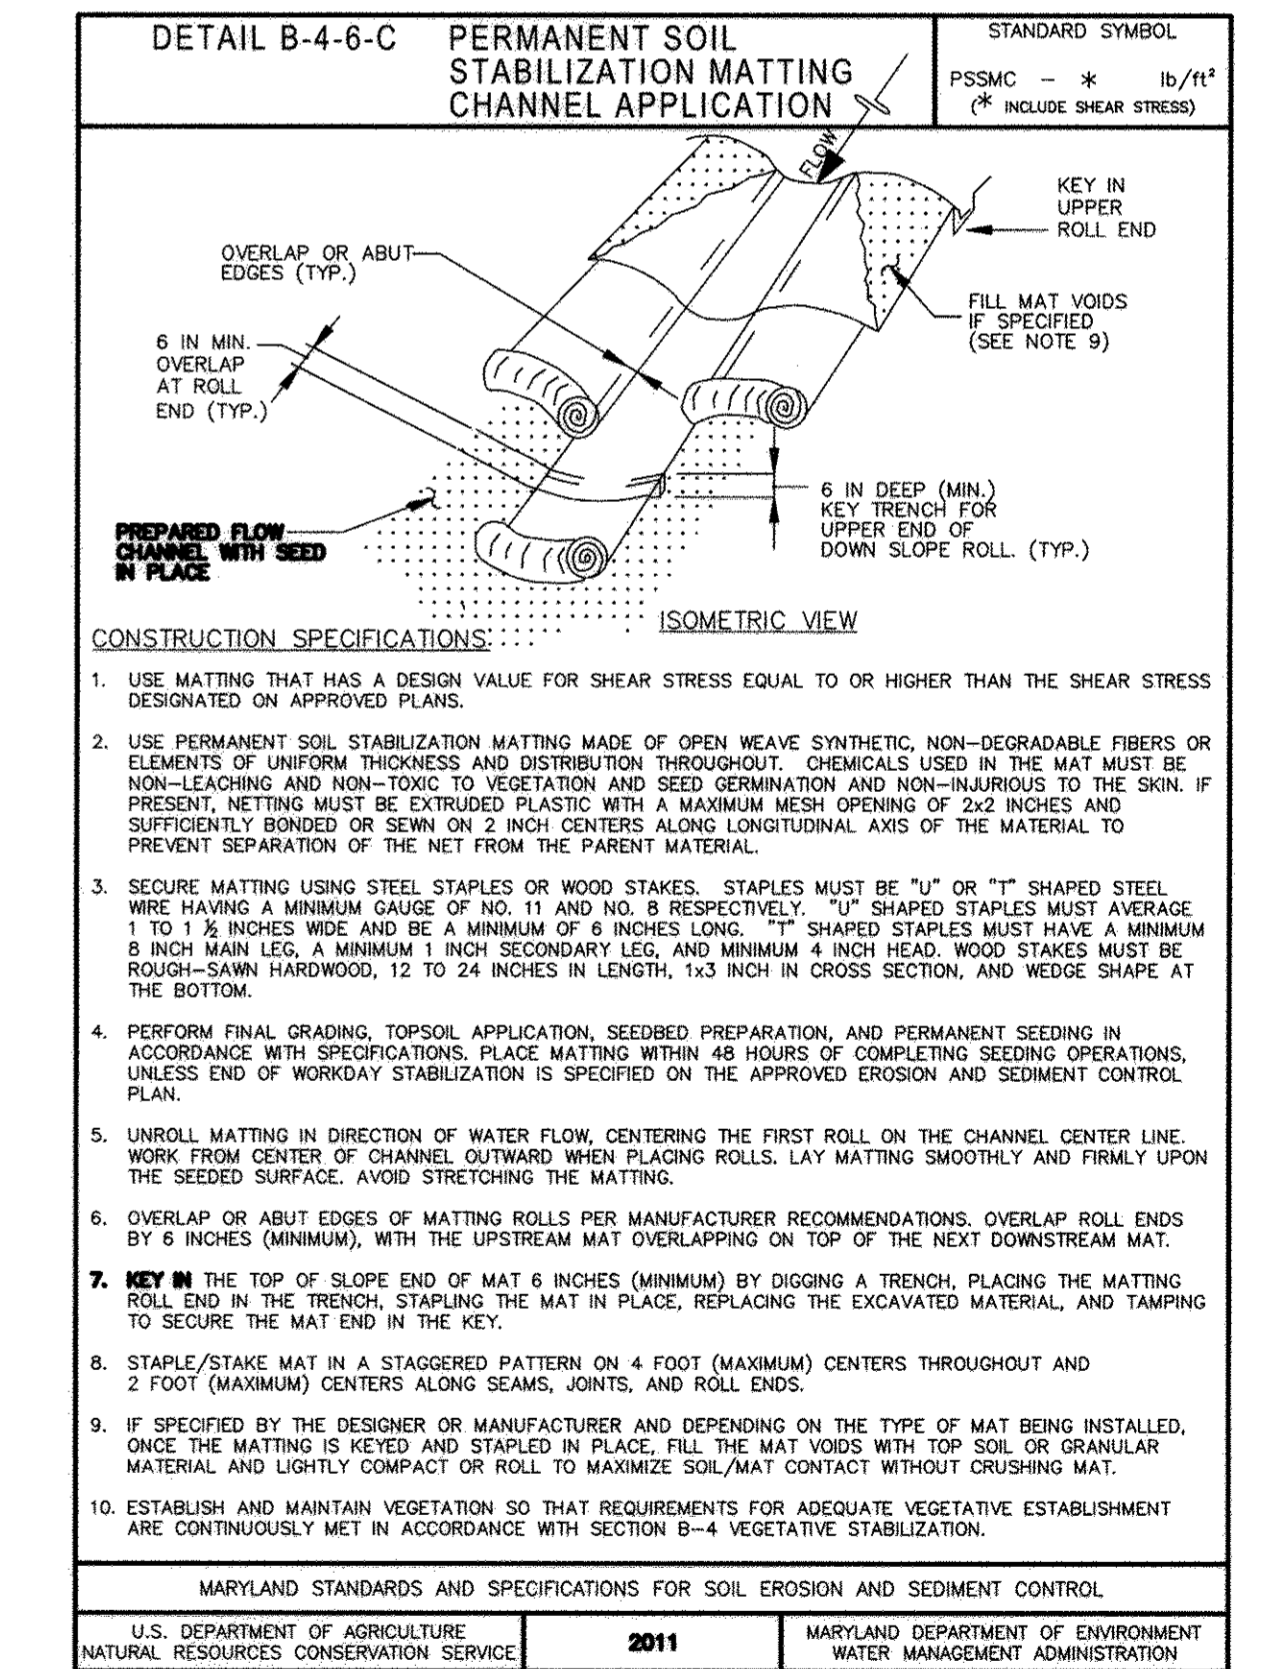 DETAIL B-4-6-C
PERMANENT SOIL
STABILIZATION MATTING
CHANNEL APPLICATION
STANDARD SYMBOL
PSSMC - * lb/ft²
(* INCLUDE SHEAR STRESS)
FLOW
KEY IN
UPPER
ROLL END
OVERLAP OR ABUT
EDGES (TYP.)
FILL MAT VOIDS
IF SPECIFIED
(SEE NOTE 9)
6 IN MIN.
OVERLAP
AT ROLL
END (TYP.)
6 IN DEEP (MIN.)
KEY TRENCH FOR
UPPER END OF
DOWN SLOPE ROLL. (TYP.)
PREPARED FLOW
CHANNEL WITH SEED
IN PLACE
ISOMETRIC VIEW
CONSTRUCTION SPECIFICATIONS:
1. USE MATTING THAT HAS A DESIGN VALUE FOR SHEAR STRESS EQUAL TO OR HIGHER THAN THE SHEAR STRESS
DESIGNATED ON APPROVED PLANS.
2. USE PERMANENT SOIL STABILIZATION MATTING MADE OF OPEN WEAVE SYNTHETIC, NON-DEGRADABLE FIBERS OR
ELEMENTS OF UNIFORM THICKNESS AND DISTRIBUTION THROUGHOUT. CHEMICALS USED IN THE MAT MUST BE
NON-LEACHING AND NON-TOXIC TO VEGETATION AND SEED GERMINATION AND NON-INJURIOUS TO THE SKIN. IF
PRESENT, NETTING MUST BE EXTRUDED PLASTIC WITH A MAXIMUM MESH OPENING OF 2x2 INCHES AND
SUFFICIENTLY BONDED OR SEWN ON 2 INCH CENTERS ALONG LONGITUDINAL AXIS OF THE MATERIAL TO
PREVENT SEPARATION OF THE NET FROM THE PARENT MATERIAL.
3. SECURE MATTING USING STEEL STAPLES OR WOOD STAKES. STAPLES MUST BE "U" OR "T" SHAPED STEEL
WIRE HAVING A MINIMUM GAUGE OF NO. 11 AND NO. 8 RESPECTIVELY. "U" SHAPED STAPLES MUST AVERAGE
1 TO 1 ½ INCHES WIDE AND BE A MINIMUM OF 6 INCHES LONG. "T" SHAPED STAPLES MUST HAVE A MINIMUM
8 INCH MAIN LEG, A MINIMUM 1 INCH SECONDARY LEG, AND MINIMUM 4 INCH HEAD. WOOD STAKES MUST BE
ROUGH-SAWN HARDWOOD, 12 TO 24 INCHES IN LENGTH, 1x3 INCH IN CROSS SECTION, AND WEDGE SHAPE AT
THE BOTTOM.
4. PERFORM FINAL GRADING, TOPSOIL APPLICATION, SEEDBED PREPARATION, AND PERMANENT SEEDING IN
ACCORDANCE WITH SPECIFICATIONS. PLACE MATTING WITHIN 48 HOURS OF COMPLETING SEEDING OPERATIONS,
UNLESS END OF WORKDAY STABILIZATION IS SPECIFIED ON THE APPROVED EROSION AND SEDIMENT CONTROL
PLAN.
5. UNROLL MATTING IN DIRECTION OF WATER FLOW, CENTERING THE FIRST ROLL ON THE CHANNEL CENTER LINE.
WORK FROM CENTER OF CHANNEL OUTWARD WHEN PLACING ROLLS. LAY MATTING SMOOTHLY AND FIRMLY UPON
THE SEEDED SURFACE. AVOID STRETCHING THE MATTING.
6. OVERLAP OR ABUT EDGES OF MATTING ROLLS PER MANUFACTURER RECOMMENDATIONS. OVERLAP ROLL ENDS
BY 6 INCHES (MINIMUM), WITH THE UPSTREAM MAT OVERLAPPING ON TOP OF THE NEXT DOWNSTREAM MAT.
7. KEY IN THE TOP OF SLOPE END OF MAT 6 INCHES (MINIMUM) BY DIGGING A TRENCH, PLACING THE MATTING
ROLL END IN THE TRENCH, STAPLING THE MAT IN PLACE, REPLACING THE EXCAVATED MATERIAL, AND TAMPING
TO SECURE THE MAT END IN THE KEY.
8. STAPLE/STAKE MAT IN A STAGGERED PATTERN ON 4 FOOT (MAXIMUM) CENTERS THROUGHOUT AND
2 FOOT (MAXIMUM) CENTERS ALONG SEAMS, JOINTS, AND ROLL ENDS.
9. IF SPECIFIED BY THE DESIGNER OR MANUFACTURER AND DEPENDING ON THE TYPE OF MAT BEING INSTALLED,
ONCE THE MATTING IS KEYED AND STAPLED IN PLACE, FILL THE MAT VOIDS WITH TOP SOIL OR GRANULAR
MATERIAL AND LIGHTLY COMPACT OR ROLL TO MAXIMIZE SOIL/MAT CONTACT WITHOUT CRUSHING MAT.
10. ESTABLISH AND MAINTAIN VEGETATION SO THAT REQUIREMENTS FOR ADEQUATE VEGETATIVE ESTABLISHMENT
ARE CONTINUOUSLY MET IN ACCORDANCE WITH SECTION B-4 VEGETATIVE STABILIZATION.
MARYLAND STANDARDS AND SPECIFICATIONS FOR SOIL EROSION AND SEDIMENT CONTROL
U.S. DEPARTMENT OF AGRICULTURE
NATURAL RESOURCES CONSERVATION SERVICE
2011
MARYLAND DEPARTMENT OF ENVIRONMENT
WATER MANAGEMENT ADMINISTRATION